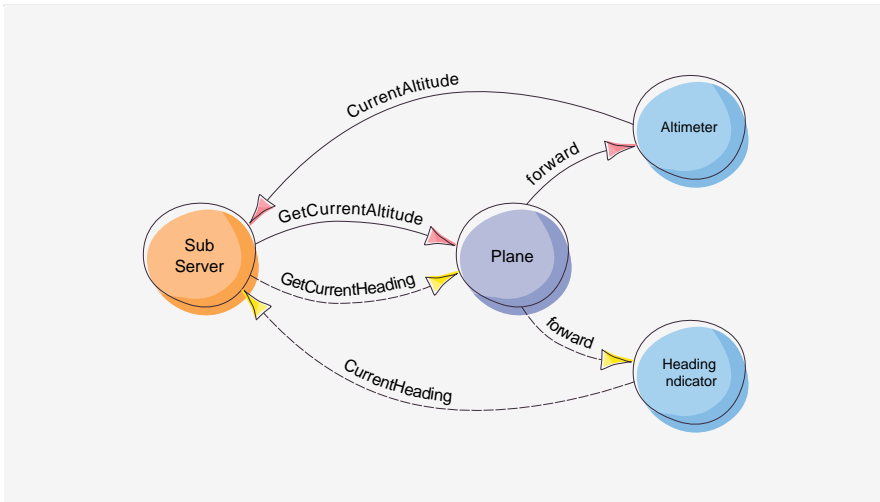 CurrentAltitude
Altimeter
forward
GetCurrentAltitude
Sub
Server
Plane
GetCurrentHeading
forward
CurrentHeading
Heading
ndicator